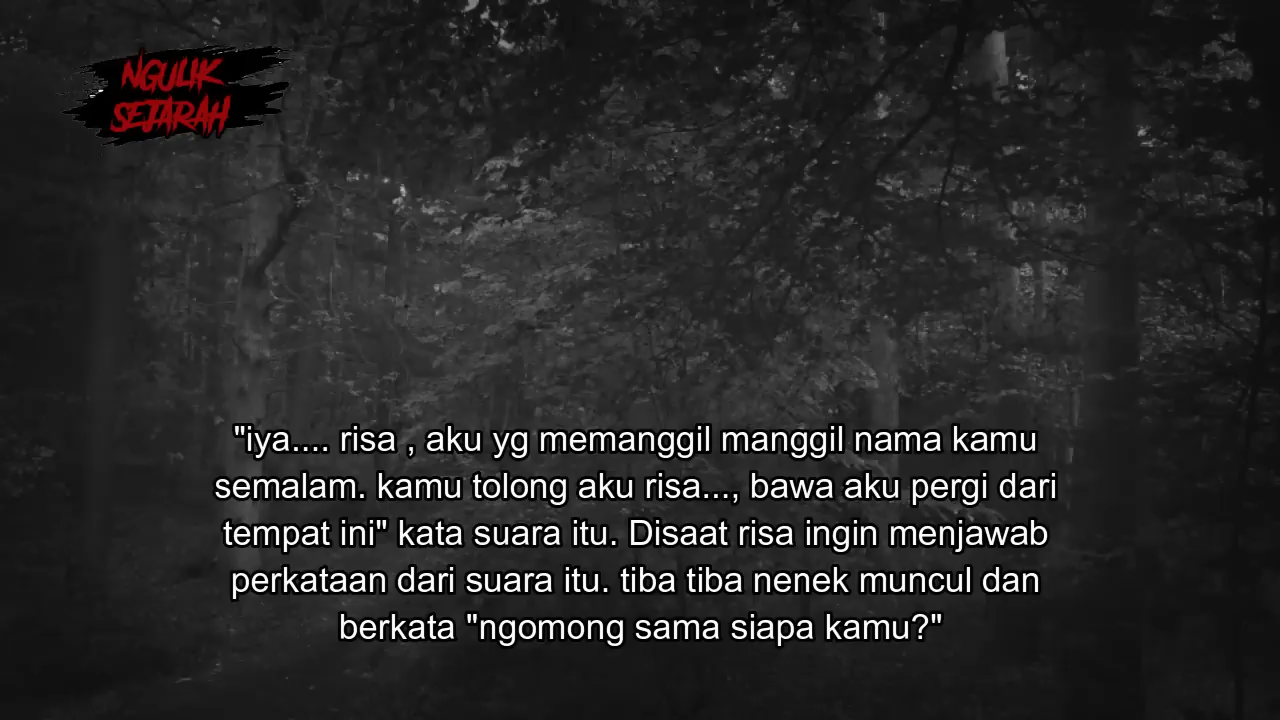 NGULIK
SEJARAH
"iya.... risa , aku yg memanggil manggil nama kamu
semalam. kamu tolong aku risa..., bawa aku pergi dari
tempat ini" kata suara itu. Disaat risa ingin menjawab
perkataan dari suara itu. tiba tiba nenek muncul dan
berkata "ngomong sama siapa kamu?"